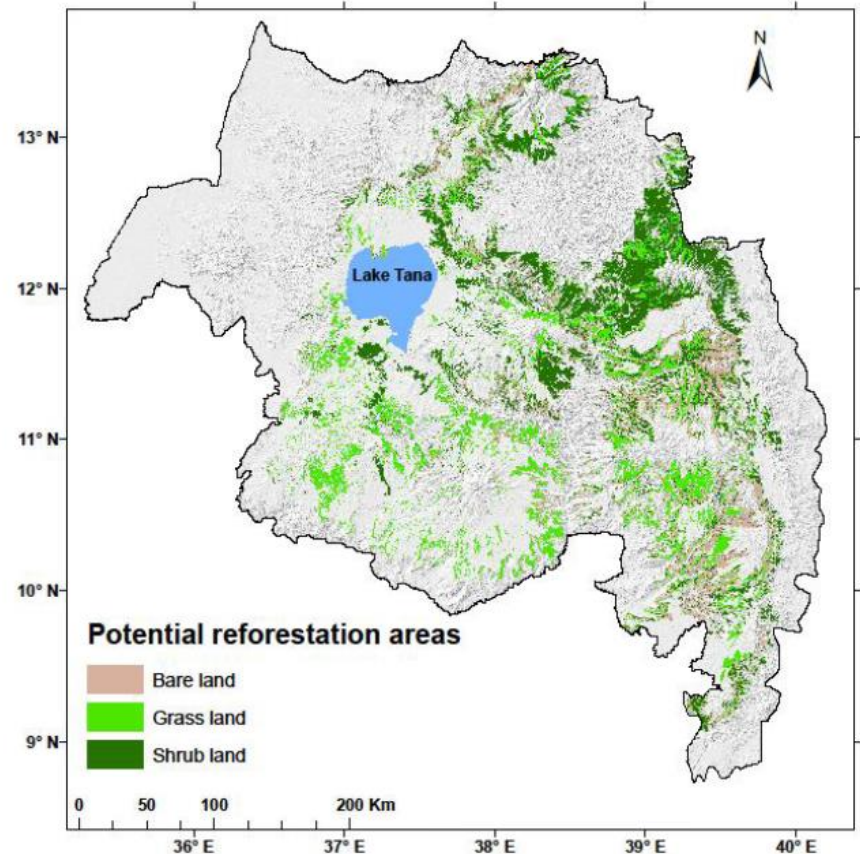 N
13° N
12° N
Lake Tana
11° N
10° N
Potential reforestation areas
Bare land
Grass land
Shrub land
9° N
0 50 100 200 Km
36° E 37° E 38° E 39° E 40° E